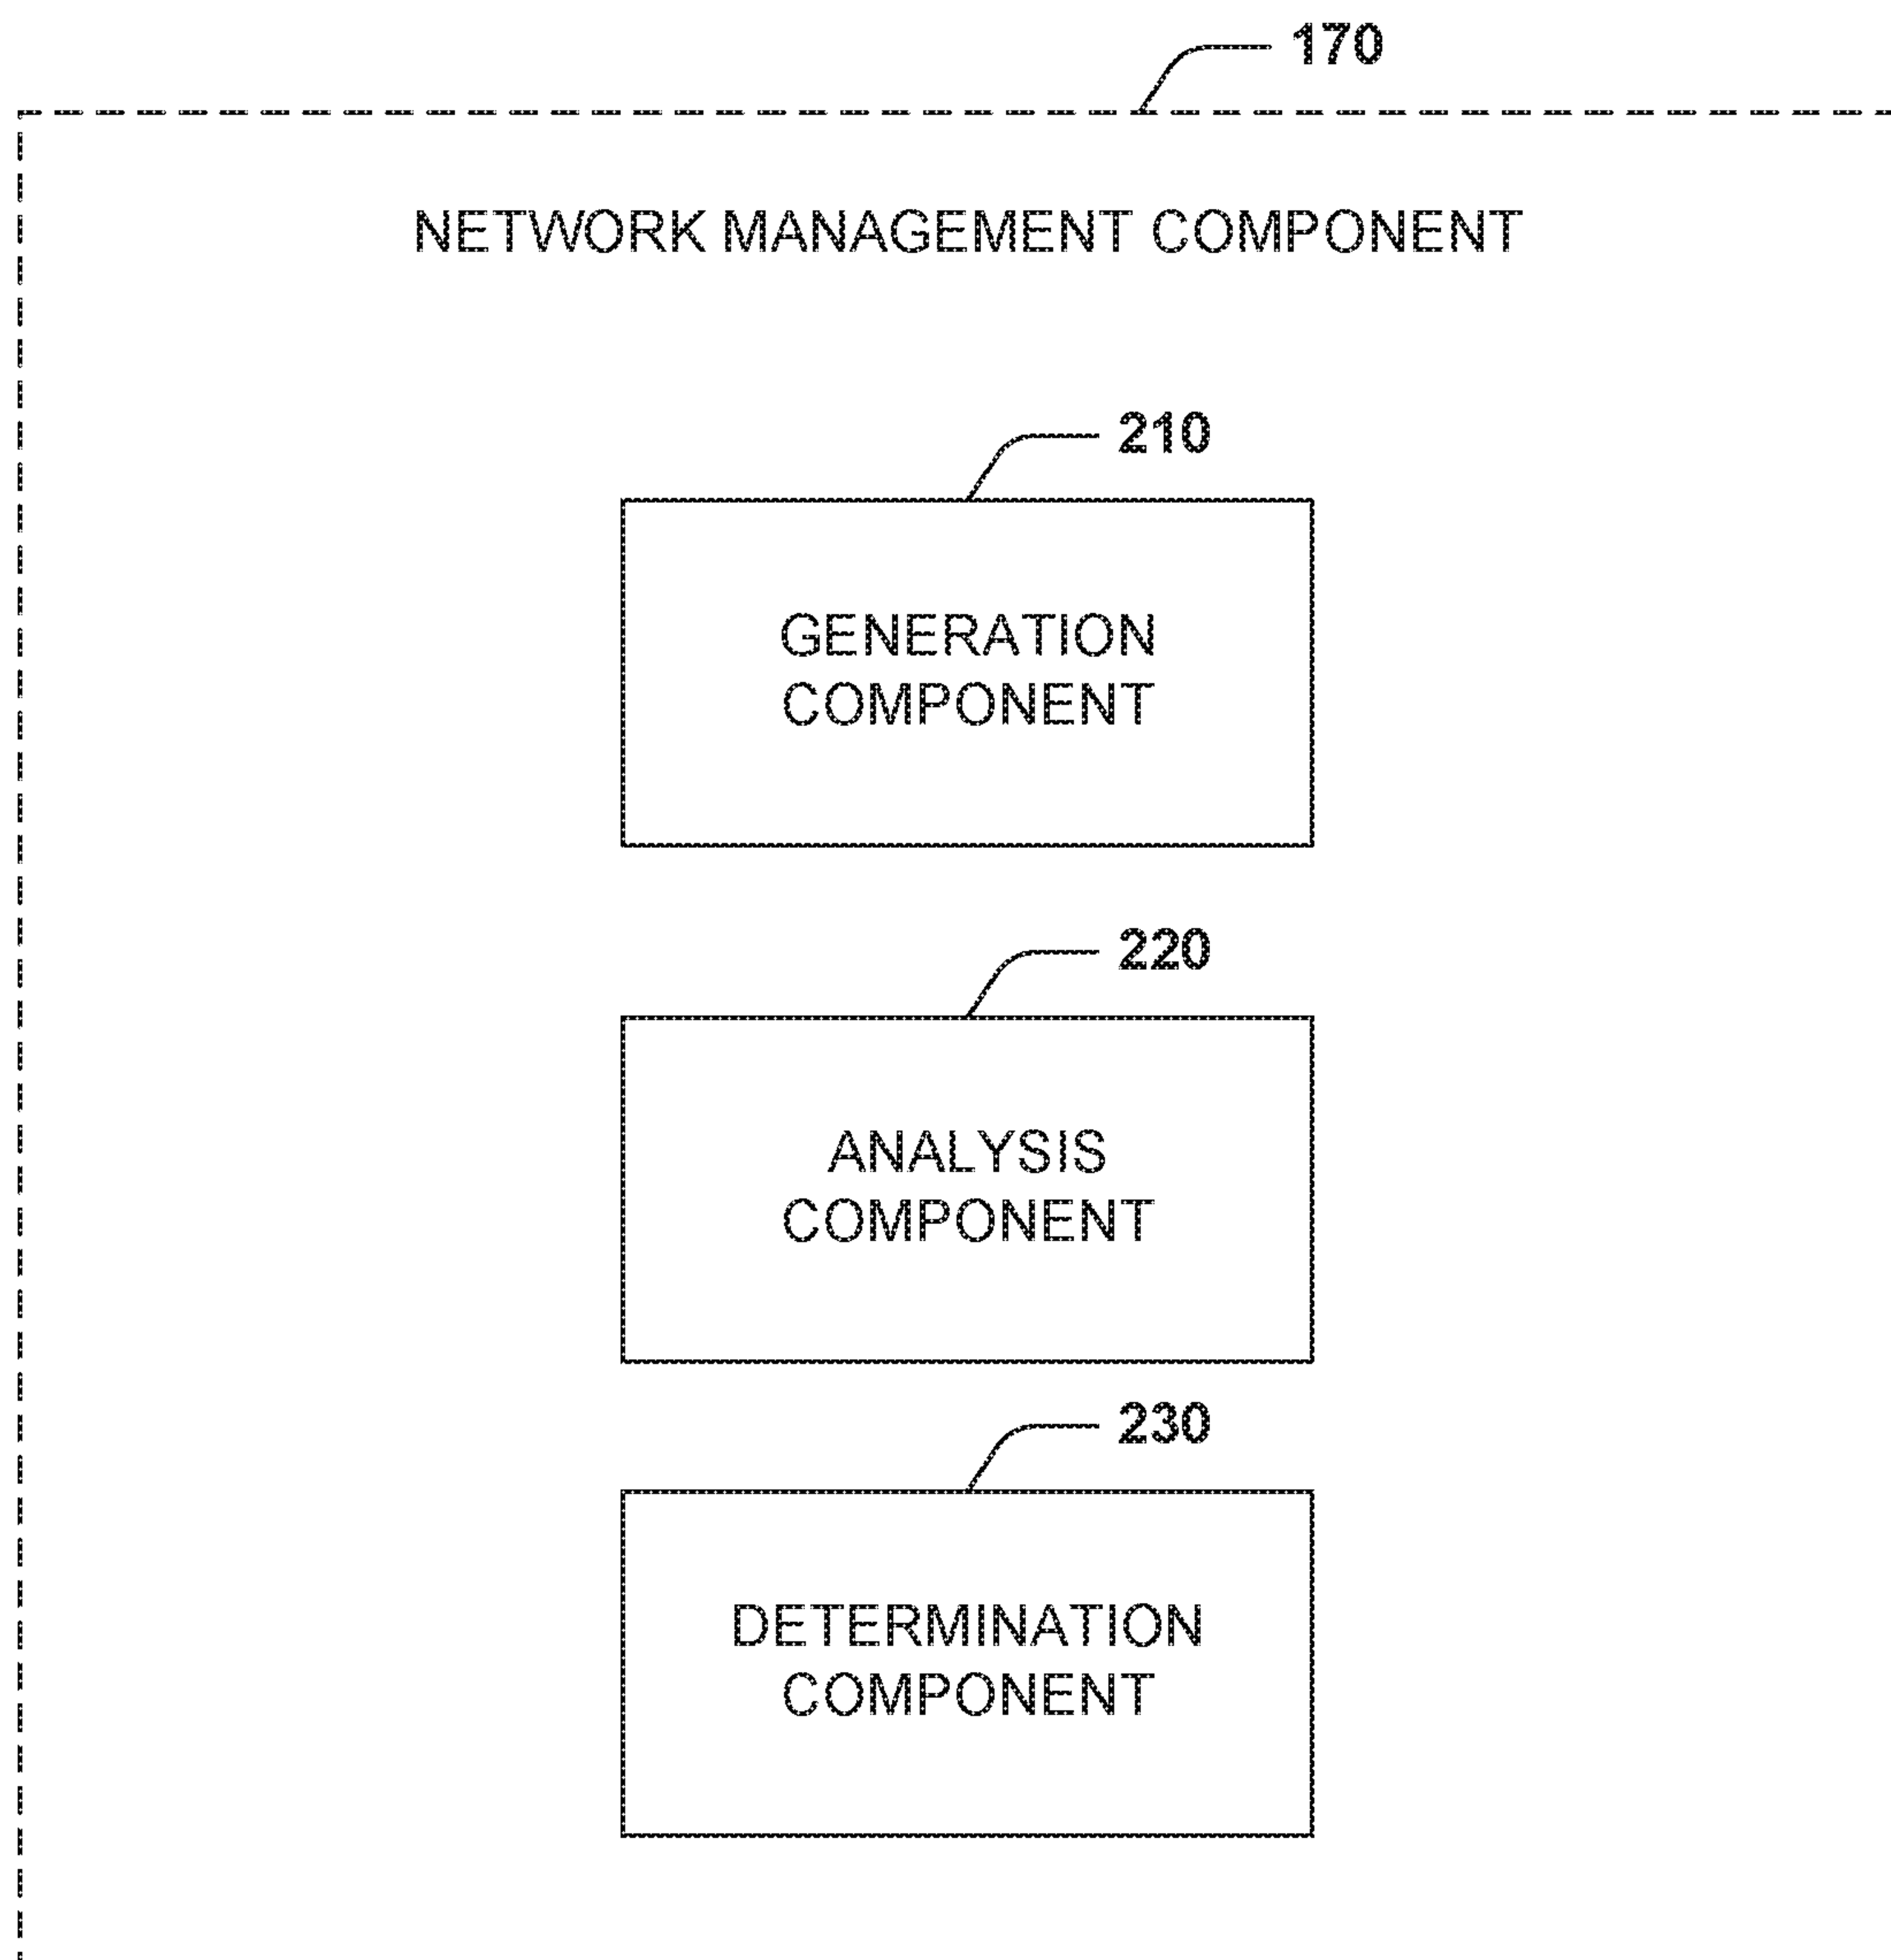 170
NETWORK MANAGEMENT COMPONENT
210
GENERATION
COMPONENT
220
ANALYSIS
COMPONENT
230
DETERMINATION
COMPONENT